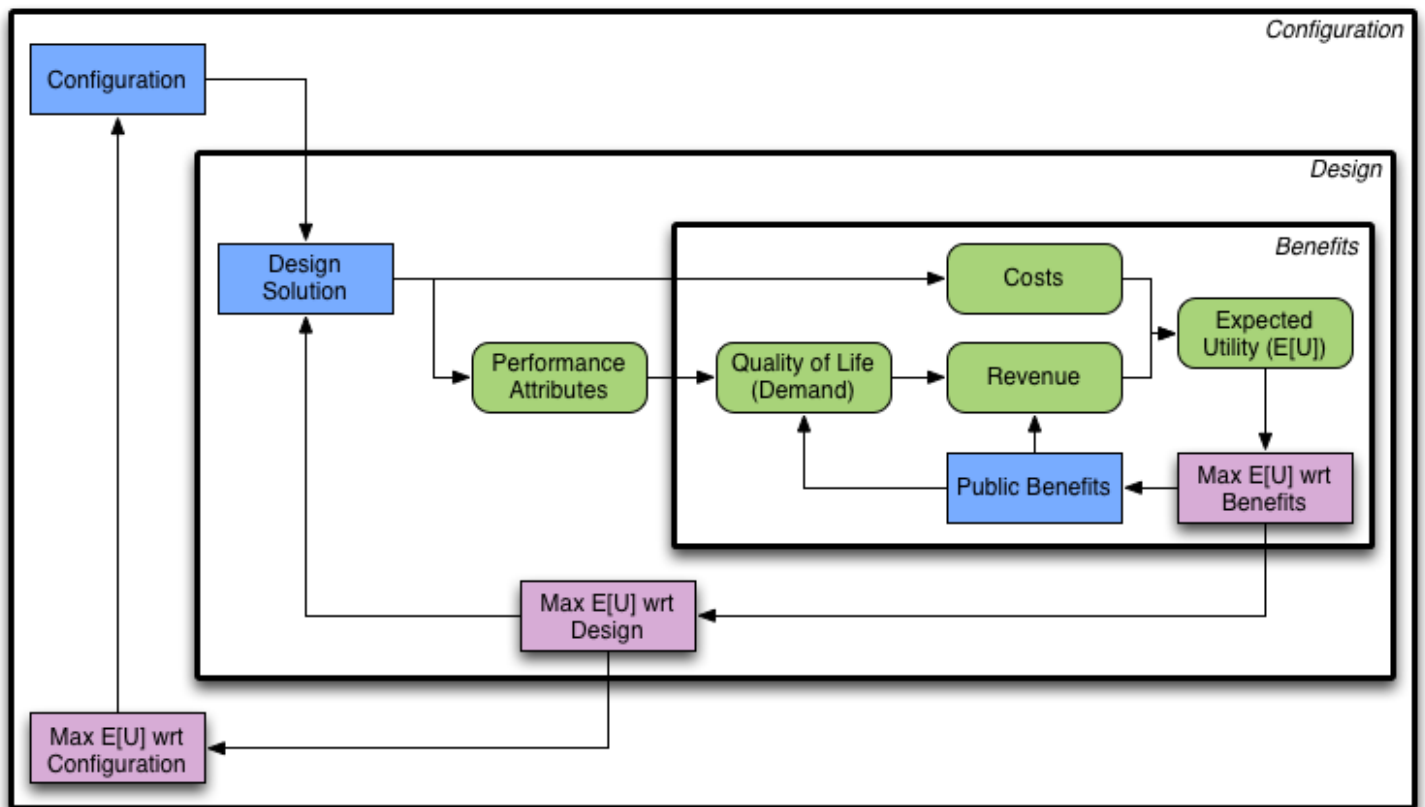 Configuration
Configuration
Design
Design
Solution
Benefits
Costs
Expected
Utility (E[U])
Performance
Attributes
Quality of Life
(Demand)
Revenue
Public Benefits
Max E[U] wrt
Benefits
Max E[U] wrt
Design
Max E[U] wrt
Configuration